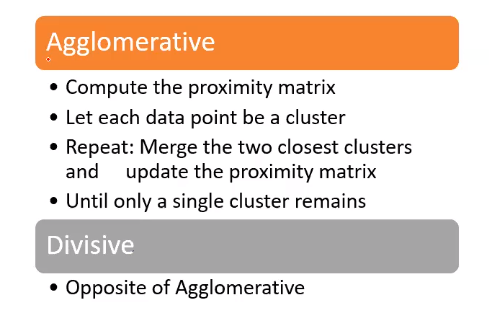 Agglomerative
• Compute the proximity matrix
• Let each data point be a cluster
• Repeat: Merge the two closest clusters
and update the proximity matrix
• Until only a single cluster remains
Divisive
• Opposite of Agglomerative